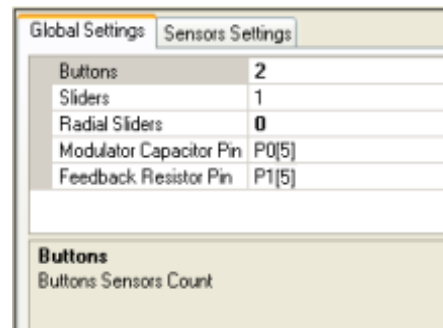 Global Settings Sensors Settings
Buttons 2
Sliders 1
Radial Sliders 0
Modulator Capacitor Pin P0[5]
Feedback Resistor Pin P1[5]
Buttons
Buttons Sensors Count